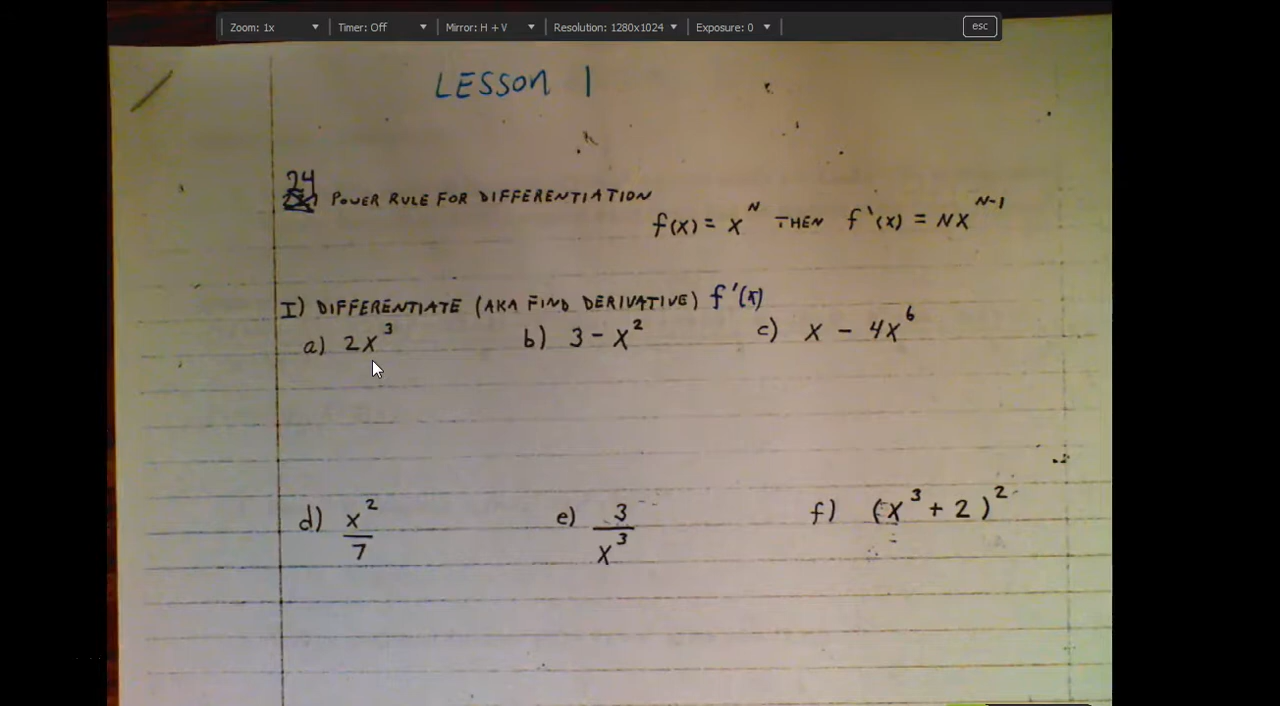 Zoom: 1x Timer: Off Mirror: H + V Resolution: 1280x1024 Exposure: 0 esc
LESSON 1
24 POWER RULE FOR DIFFERENTIATION
f(x) = x^N THEN f'(x) = NX^N-1
I) DIFFERENTIATE (AKA FIND DERIVATIVE) f'(x)
a) 2x^3 b) 3 - x^2 c) x - 4x^6
d) x^2/7 e) 3/x^3 f) (x^3 + 2)^2